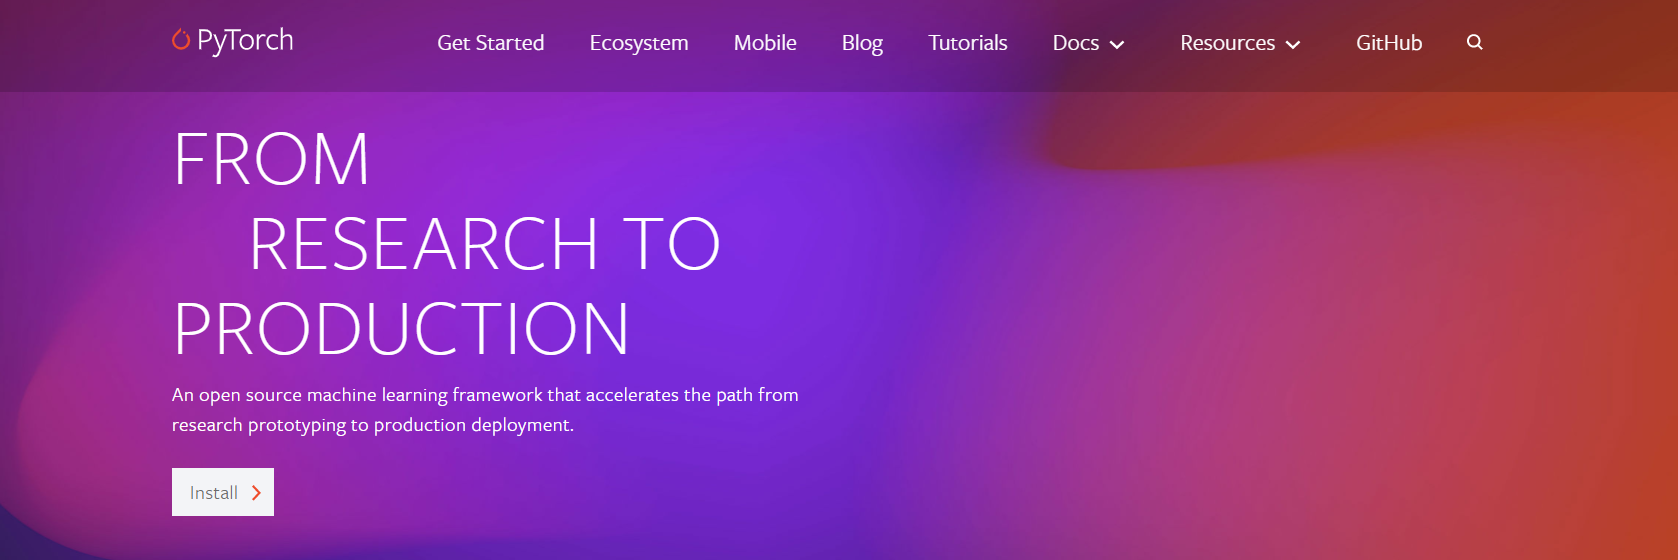 PyTorch
Get Started Ecosystem Mobile Blog Tutorials Docs Resources GitHub
FROM
RESEARCH TO
PRODUCTION
An open source machine learning framework that accelerates the path from
research prototyping to production deployment.
Install